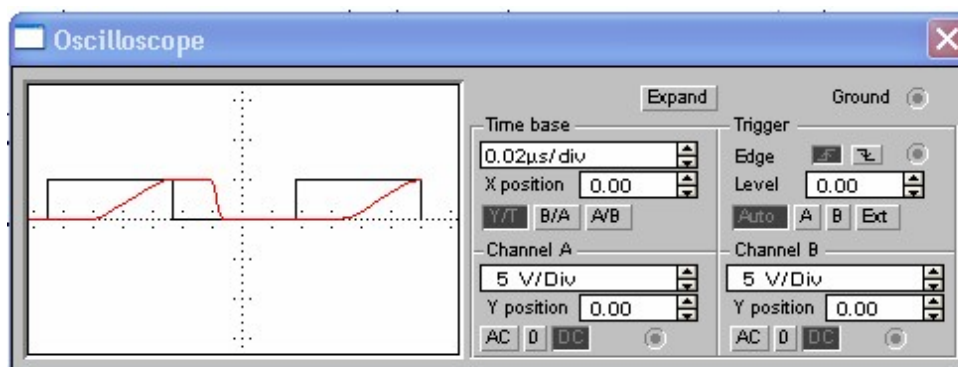 Oscilloscope
Expand
Ground
Time base
0.02µs/div
X position 0.00
Y/T B/A A/B
Trigger
Edge
Level 0.00
Auto A B Ext
Channel A
5 V/Div
Y position 0.00
AC 0 DC
Channel B
5 V/Div
Y position 0.00
AC 0 DC